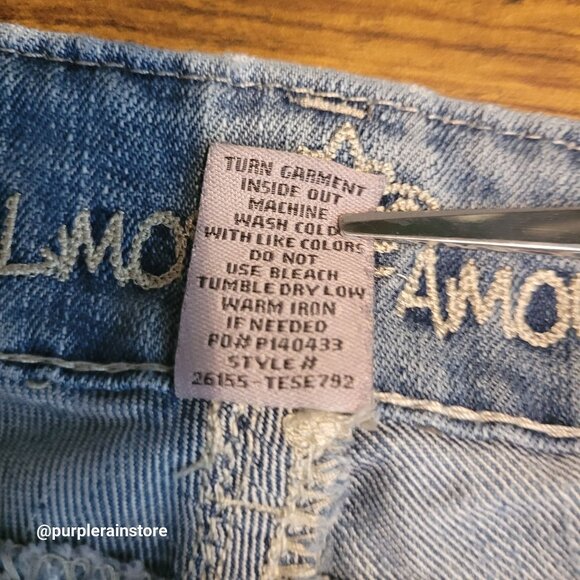 TURN GARMENT
INSIDE OUT
MACHINE
WASH COLD
WITH LIKE COLORS
DO NOT
USE BLEACH
TUMBLE DRY LOW
WARM IRON
IF NEEDED
PO# P140433
STYLE #
26155-TESE792
@purplerainstore